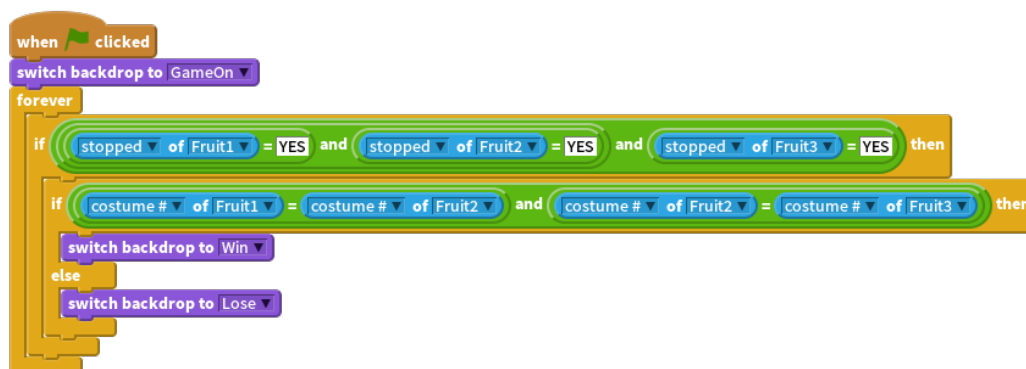 when clicked
switch backdrop to GameOn
forever
if stopped of Fruit1 = YES and stopped of Fruit2 = YES and stopped of Fruit3 = YES then
if costume # of Fruit1 = costume # of Fruit2 and costume # of Fruit2 = costume # of Fruit3 then
switch backdrop to Win
else
switch backdrop to Lose